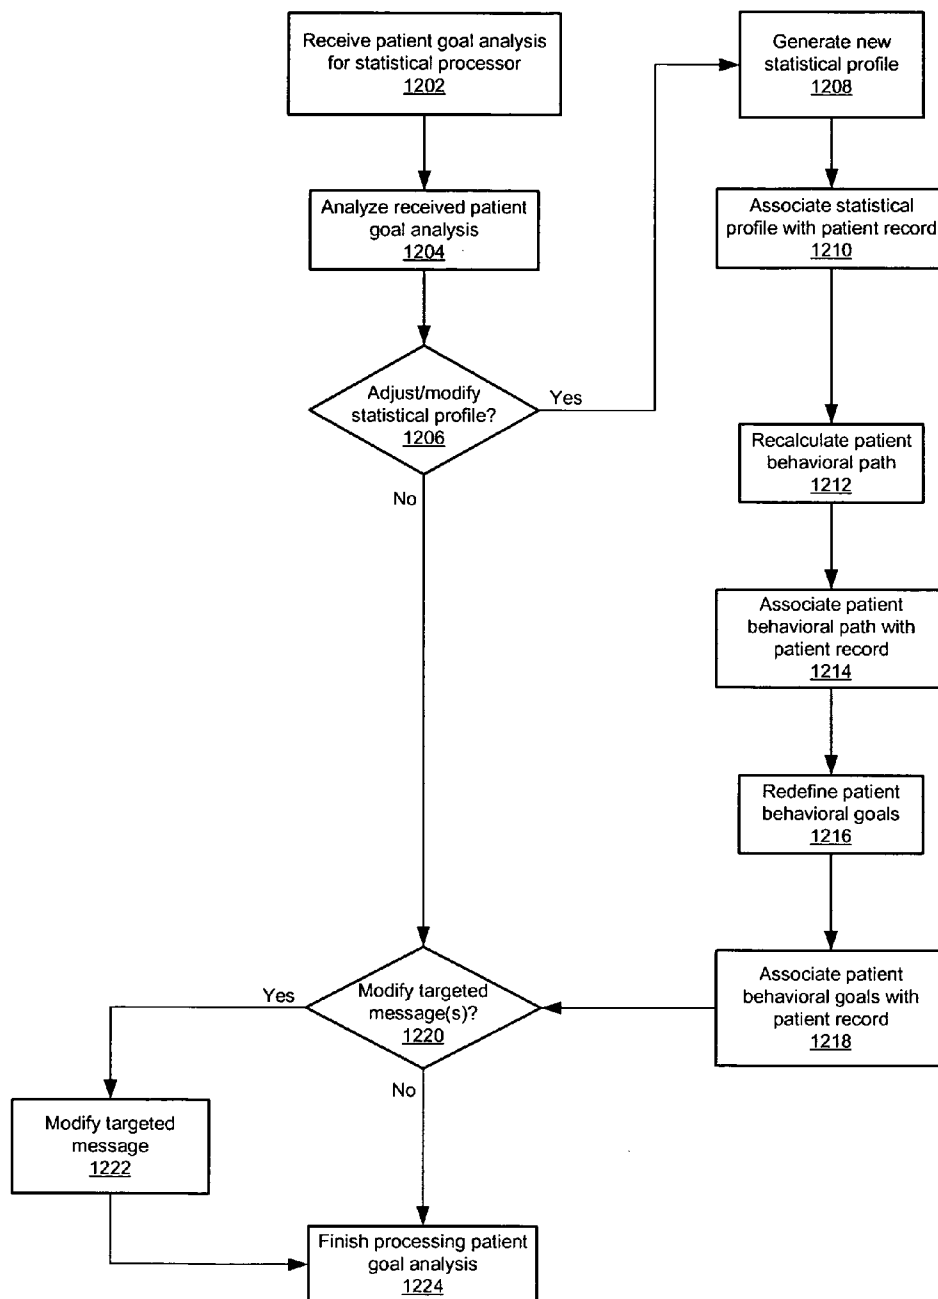 Receive patient goal analysis
for statistical processor
1202
Analyze received patient
goal analysis
1204
Adjust/modify
statistical profile?
1206
Yes
No
Generate new
statistical profile
1208
Associate statistical
profile with patient record
1210
Recalculate patient
behavioral path
1212
Associate patient
behavioral path with
patient record
1214
Redefine patient
behavioral goals
1216
Associate patient
behavioral goals with
patient record
1218
Modify targeted
message(s)?
1220
Yes
No
Modify targeted
message
1222
Finish processing patient
goal analysis
1224